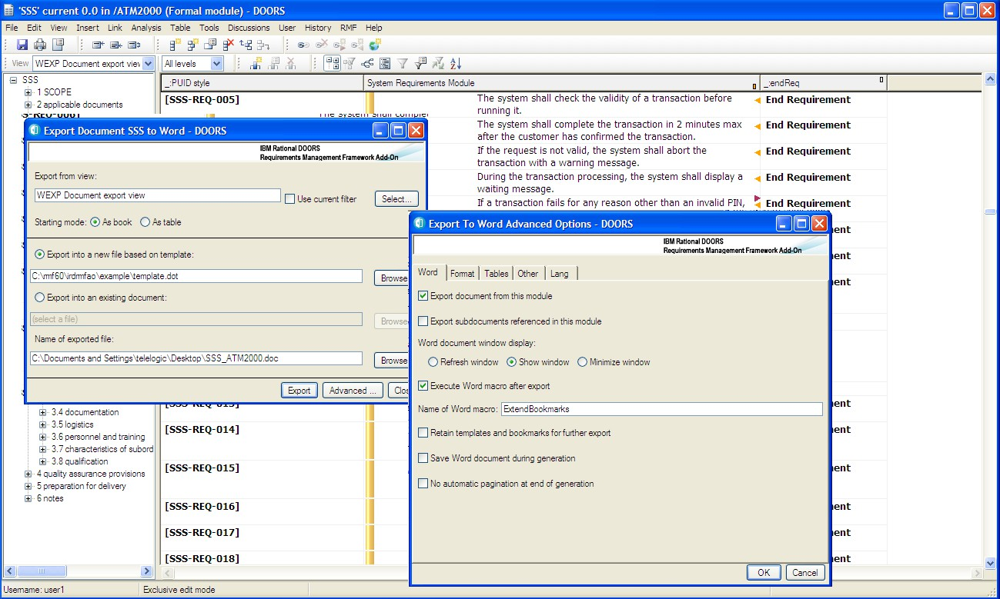 'SSS' current 0.0 in /ATM2000 (Formal module) - DOORS
File Edit View Insert Link Analysis Table Tools Discussions User History RMF Help
View WEXP Document export view All levels
SSS
1 SCOPE
2 applicable documents
_:PUID style System Requirements Module _:endReq
[SSS-REQ-005] The system shall check the validity of a transaction before End Requirement
running it.
The system shall complete the transaction in 2 minutes max End Requirement
after the customer has confirmed the transaction.
If the request is not valid, the system shall abort the End Requirement
transaction with a warning message.
During the transaction processing, the system shall display a End Requirement
waiting message.
If a transaction fails for any reason other than an invalid PIN, End Requirement
Export Document SSS to Word - DOORS
IBM Rational DOORS
Requirements Management Framework Add-On
Export from view:
WEXP Document export view Use current filter Select...
Starting mode: As book As table
Export into a new file based on template:
C:\rmf60\irdmfao\example\template.dot Browse
Export into an existing document:
(select a file) Browse
Name of exported file:
C:\Documents and Settings\telelogic\Desktop\SSS_ATM2000.doc Browse
Export Advanced ... Clos
Export To Word Advanced Options - DOORS
IBM Rational DOORS
Requirements Management Framework Add-On
Word Format Tables Other Lang
Export document from this module
Export subdocuments referenced in this module
Word document window display:
Refresh window Show window Minimize window
Execute Word macro after export
Name of Word macro: ExtendBookmarks
Retain templates and bookmarks for further export
Save Word document during generation
No automatic pagination at end of generation
OK Cancel
3.4 documentation
3.5 logistics
3.6 personnel and training
3.7 characteristics of subord
3.8 qualification
4 quality assurance provisions
5 preparation for delivery
6 notes
[SSS-REQ-014]
[SSS-REQ-015]
[SSS-REQ-016]
[SSS-REQ-017]
[SSS-REQ-018]
Username: user1 Exclusive edit mode